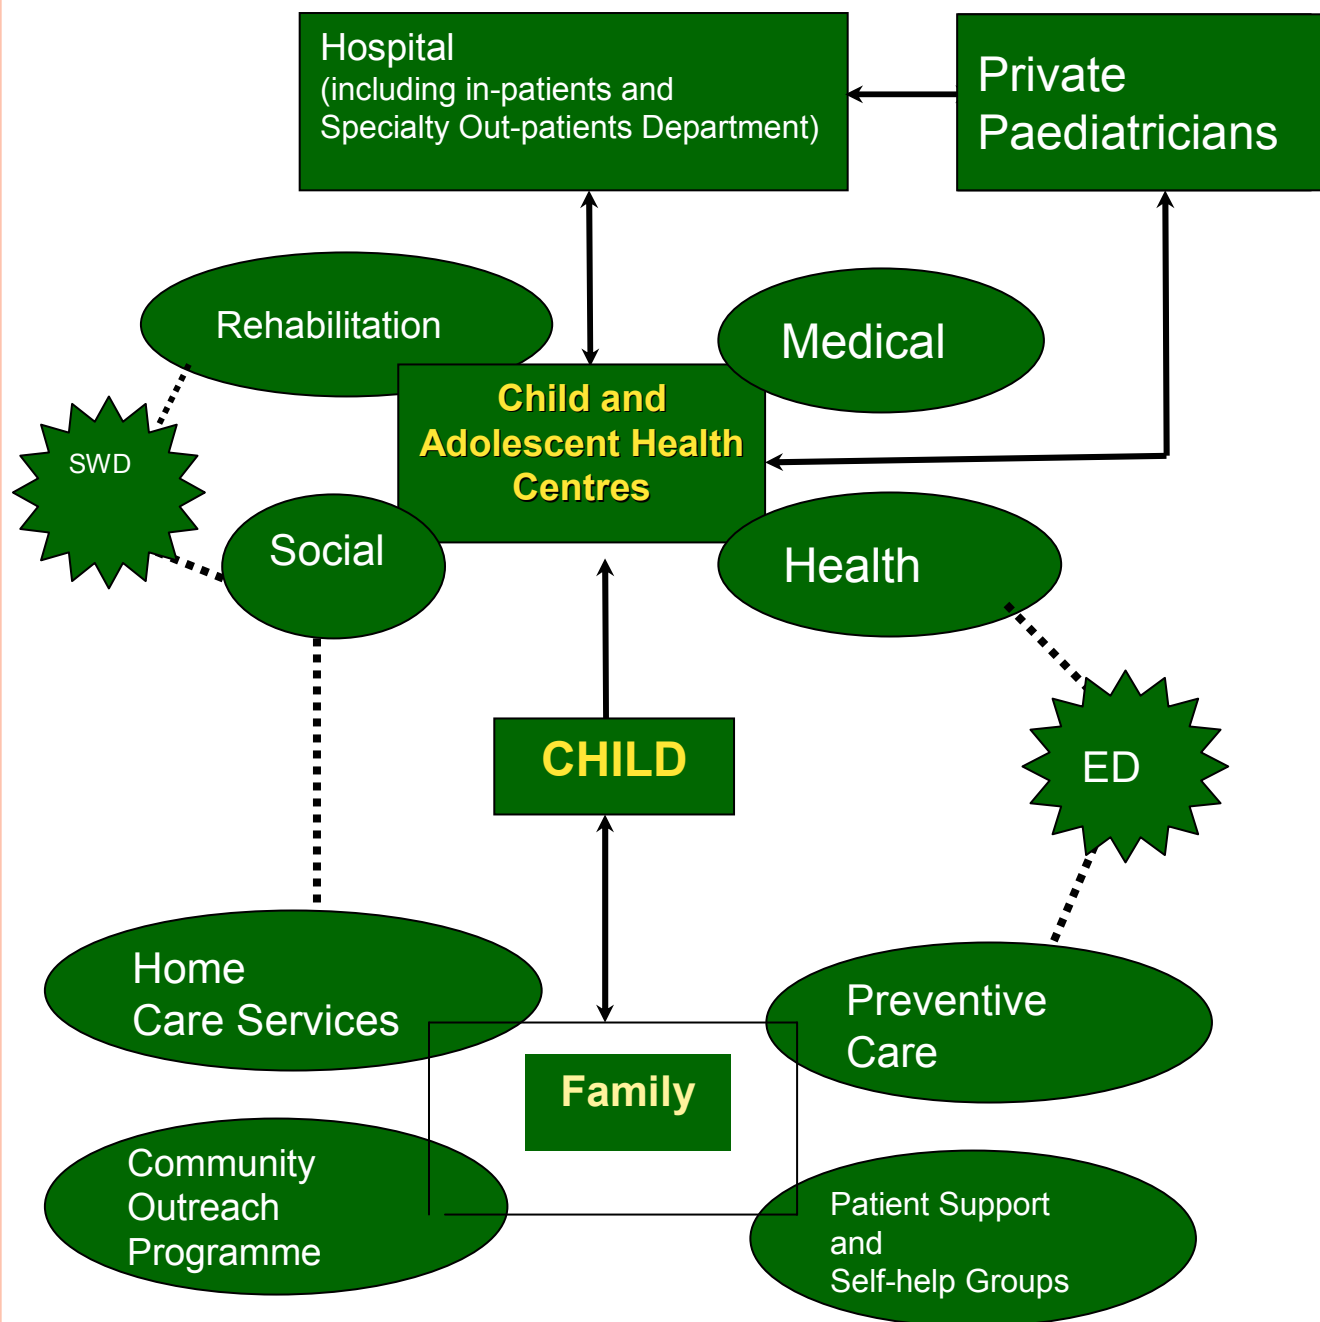 Hospital
(including in-patients and
Specialty Out-patients Department)
Private
Paediatricians
Rehabilitation
Medical
Child and
Adolescent Health
Centres
SWD
Social
Health
CHILD
ED
Home
Care Services
Preventive
Care
Family
Community
Outreach
Programme
Patient Support
and
Self-help Groups